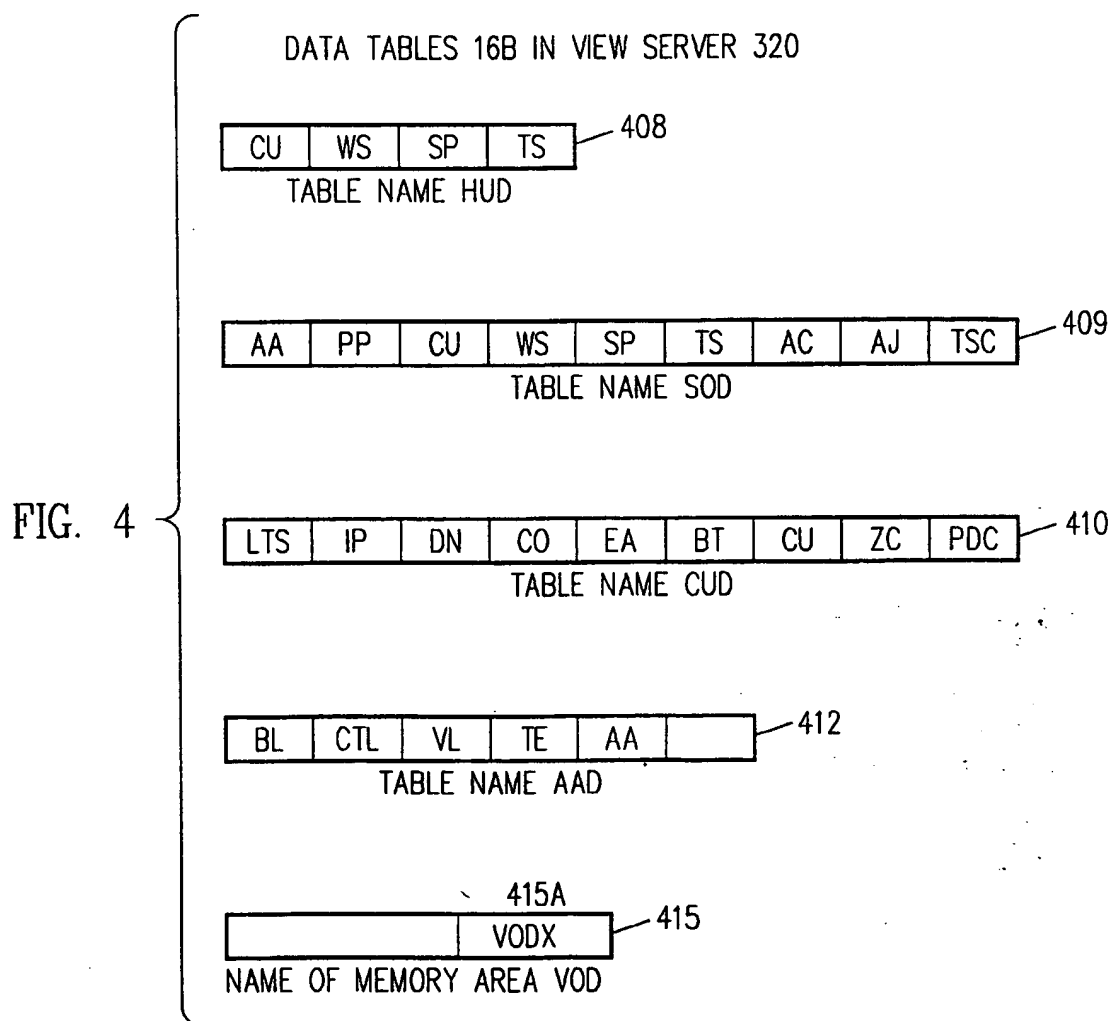 DATA TABLES 16B IN VIEW SERVER 320
CU WS SP TS 408
TABLE NAME HUD
AA PP CU WS SP TS AC AJ TSC 409
TABLE NAME SOD
FIG. 4
LTS IP DN CO EA BT CU ZC PDC 410
TABLE NAME CUD
BL CTL VL TE AA 412
TABLE NAME AAD
415A
VODX 415
NAME OF MEMORY AREA VOD